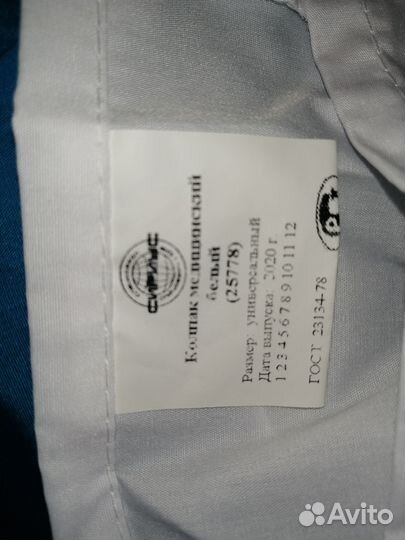 СИРИУС
Колпак медицинский
белый
(25778)
Размер: универсальный
Дата выпуска: 2020 г.
1 2 3 4 5 6 7 8 9 10 11 12
ГОСТ 23134-78
Avito